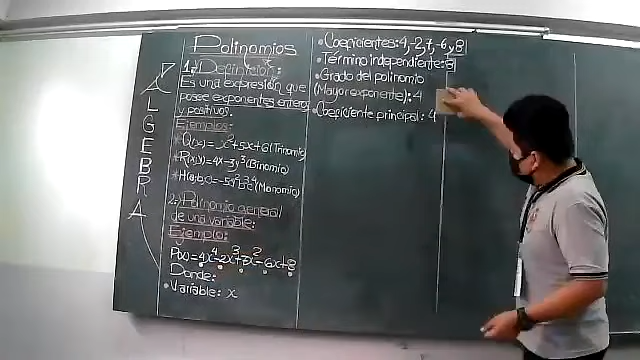 Polinomios
1) Definición:
Es una expresión que
posee exponentes enteros
y positivos.
Ejemplos:
* Q(x)= x²+5x+6(Trinomio)
* R(x;y)=4x-3y³(Binomio)
* H(a;b;c)=-5a²b³c⁴(Monomio)
2) Polinomio general
de una variable:
Ejemplo:
P(x)=4x⁴-2x³+7x²-6x+8
Donde:
• Variable: x
ALGEBRA
• Coeficientes: 4,-2,7,-6 y 8
• Término independiente: 8
• Grado del polinomio
(Mayor exponente): 4
• Coeficiente principal: 4